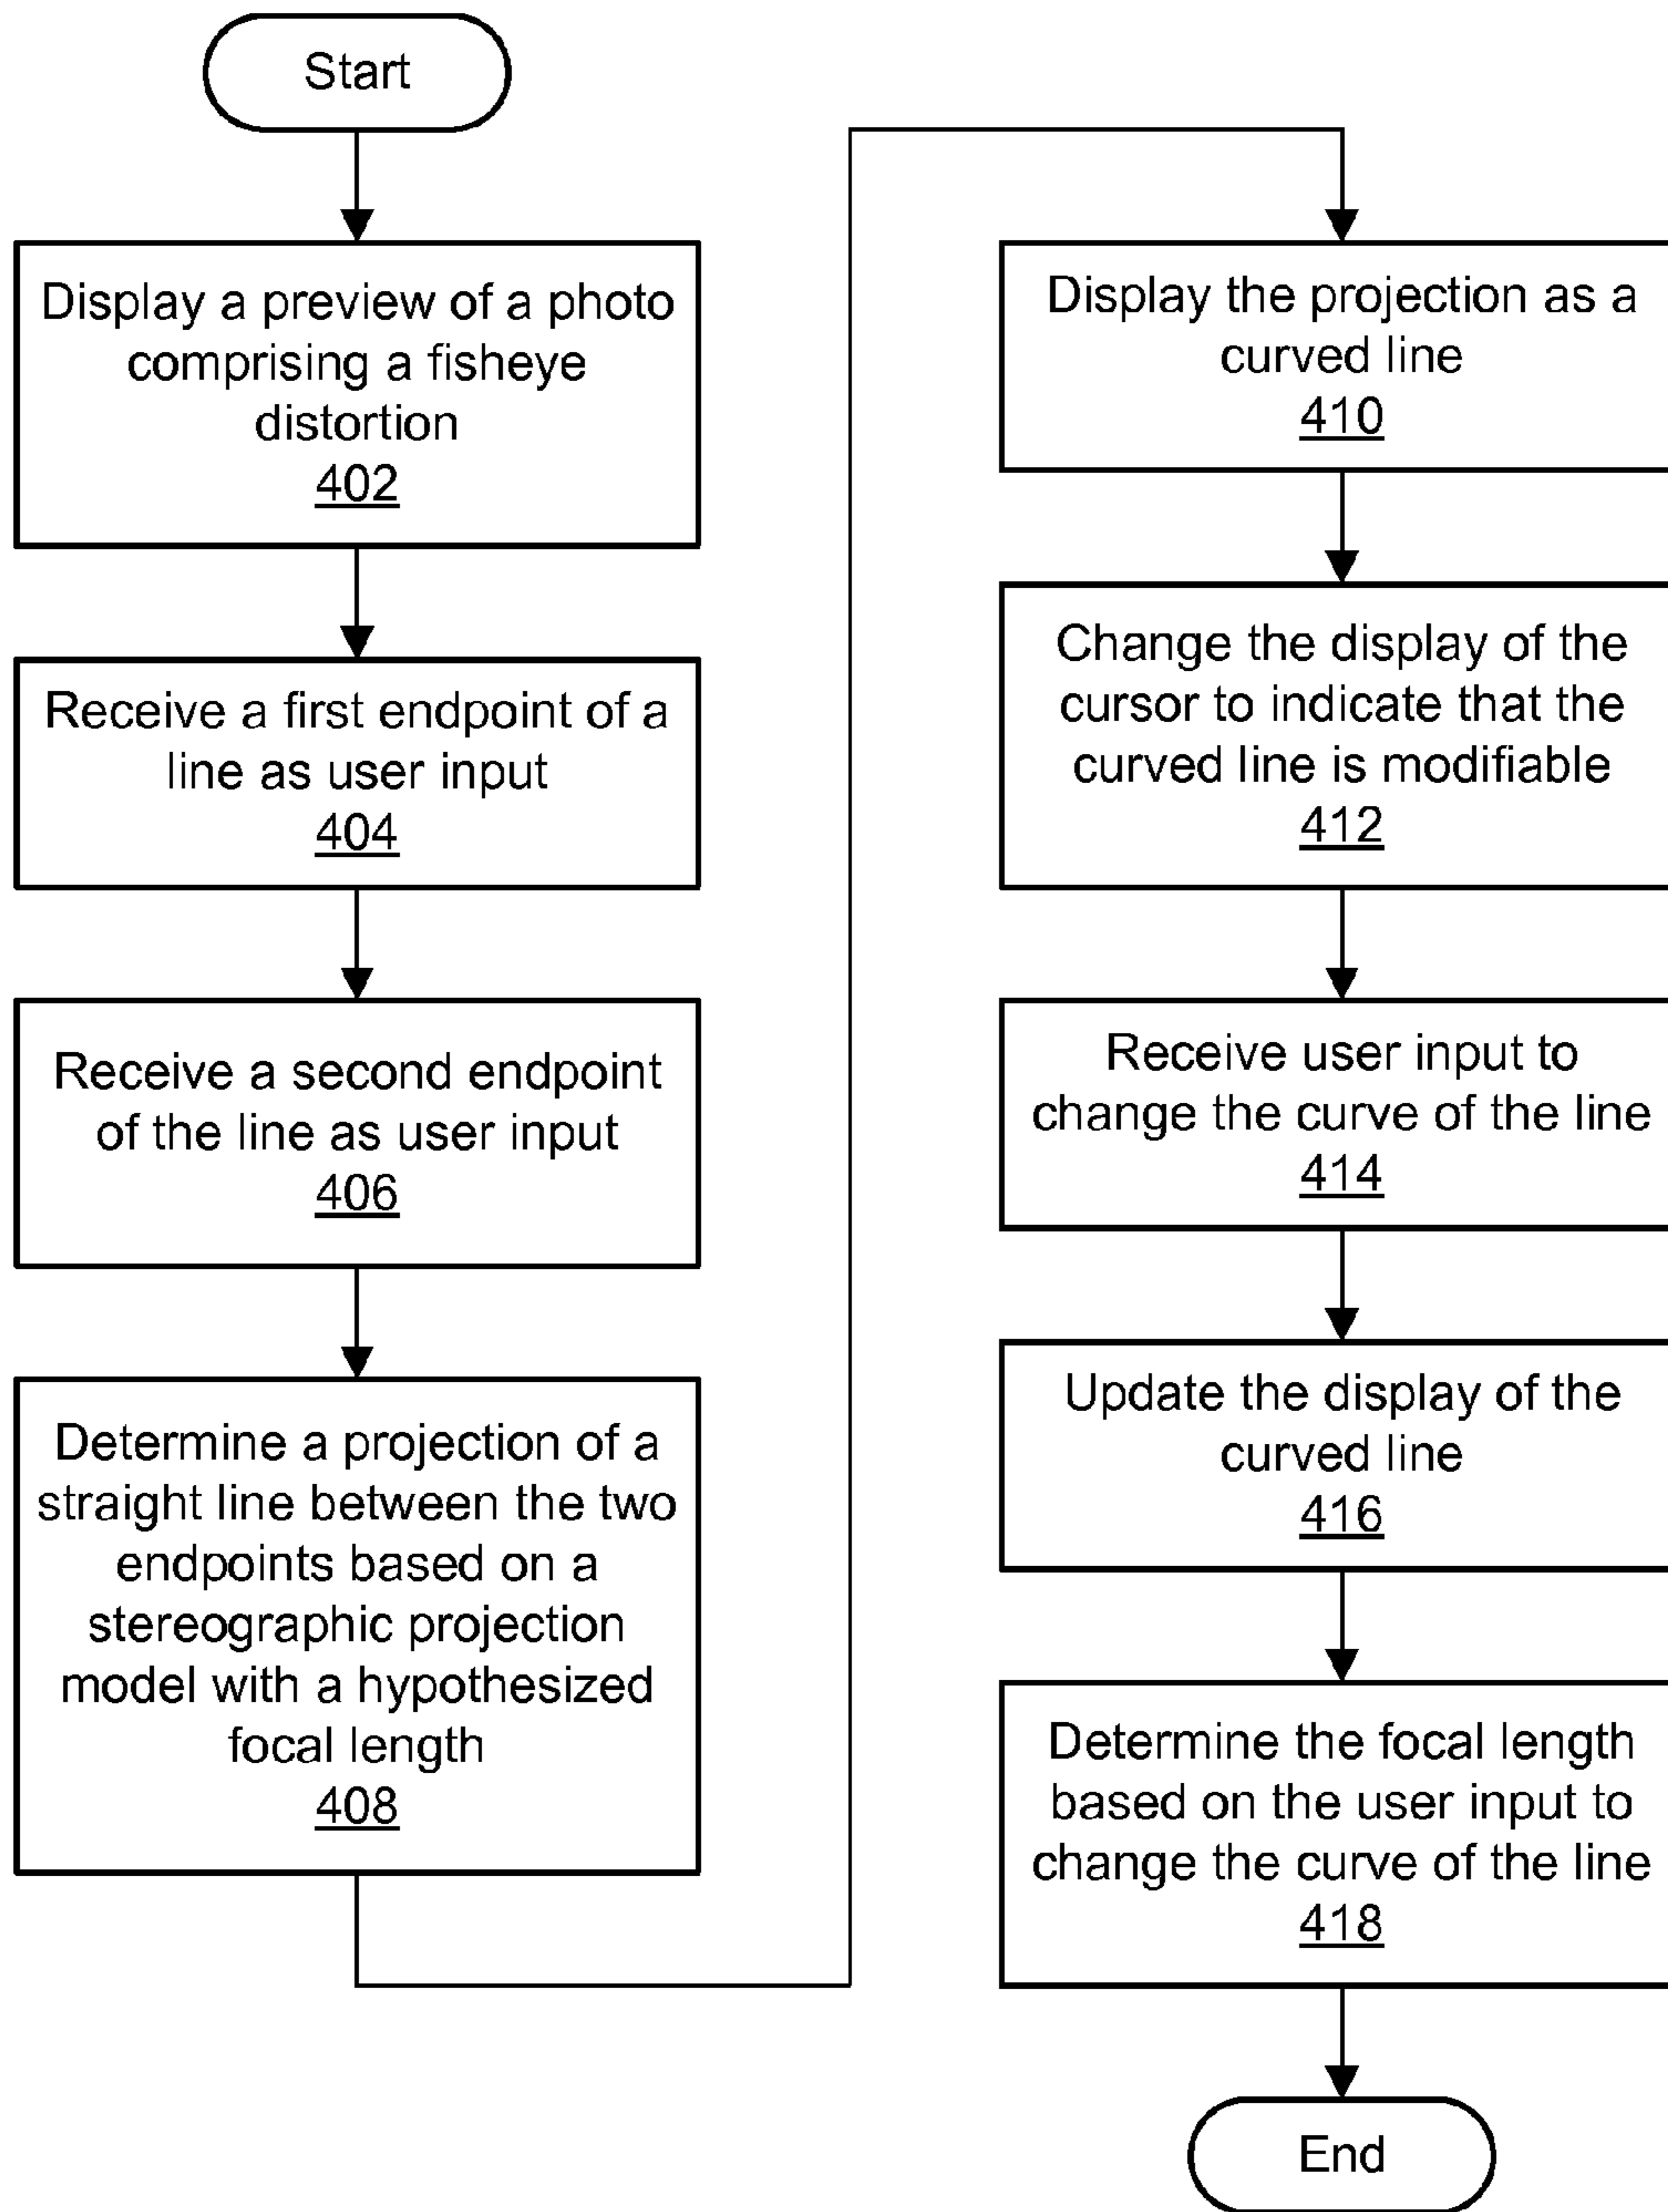 Start
Display a preview of a photo
comprising a fisheye
distortion
402
Receive a first endpoint of a
line as user input
404
Receive a second endpoint
of the line as user input
406
Determine a projection of a
straight line between the two
endpoints based on a
stereographic projection
model with a hypothesized
focal length
408
Display the projection as a
curved line
410
Change the display of the
cursor to indicate that the
curved line is modifiable
412
Receive user input to
change the curve of the line
414
Update the display of the
curved line
416
Determine the focal length
based on the user input to
change the curve of the line
418
End